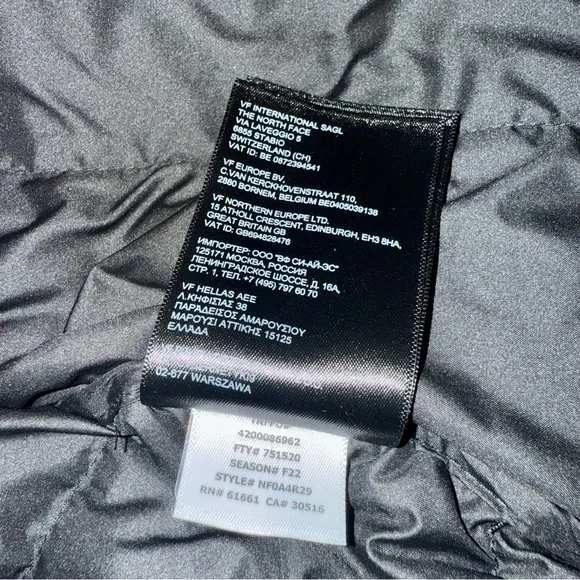 VF INTERNATIONAL SAGL
THE NORTH FACE
VIA LAVEGGIO 5
6855 STABIO
SWITZERLAND (CH)
VAT ID: BE 0872394541
VF EUROPE BV,
C.VAN KERCKHOVENSTRAAT 110,
2880 BORNEM, BELGIUM BE0405039138
VF NORTHERN EUROPE LTD.
15 ATHOLL CRESCENT, EDINBURGH, EH3 8HA,
GREAT BRITAIN GB
VAT ID: GB694828476
ИМПОРТЕР: ООО "ВФ СИ-АЙ-ЭС"
125171 МОСКВА, РОССИЯ
ЛЕНИНГРАДСКОЕ ШОССЕ, Д. 16А,
СТР. 1, ТЕЛ. +7 (495) 797 60 70
VF HELLAS AEE
Λ.ΚΗΦΙΣΙΑΣ 38
ΠΑΡΑΔΕΙΣΟΣ ΑΜΑΡΟΥΣΙΟΥ
ΜΑΡΟΥΣΙ ΑΤΤΙΚΗΣ 15125
ΕΛΛΑΔΑ
02-677 WARSZAWA
4200086962
FTY# 751520
SEASON# F22
STYLE# NF0A4R29
RN# 61661 CA# 30516